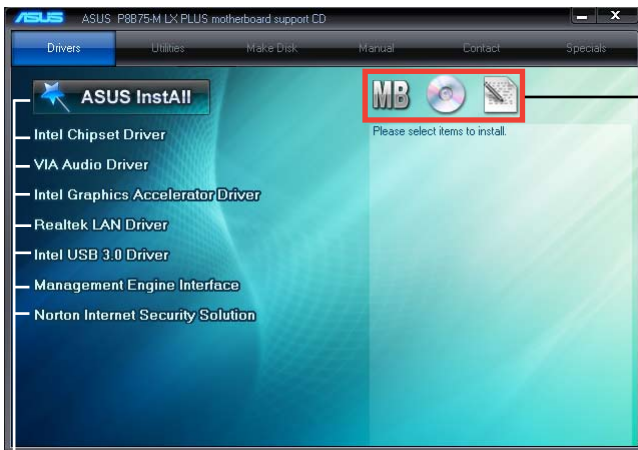 ASUS ASUS P8B75-M LX PLUS motherboard support CD
Drivers Utilities Make Disk Manual Contact Specials
ASUS InstAll
MB
Please select items to install.
Intel Chipset Driver
VIA Audio Driver
Intel Graphics Accelerator Driver
Realtek LAN Driver
Intel USB 3.0 Driver
Management Engine Interface
Norton Internet Security Solution